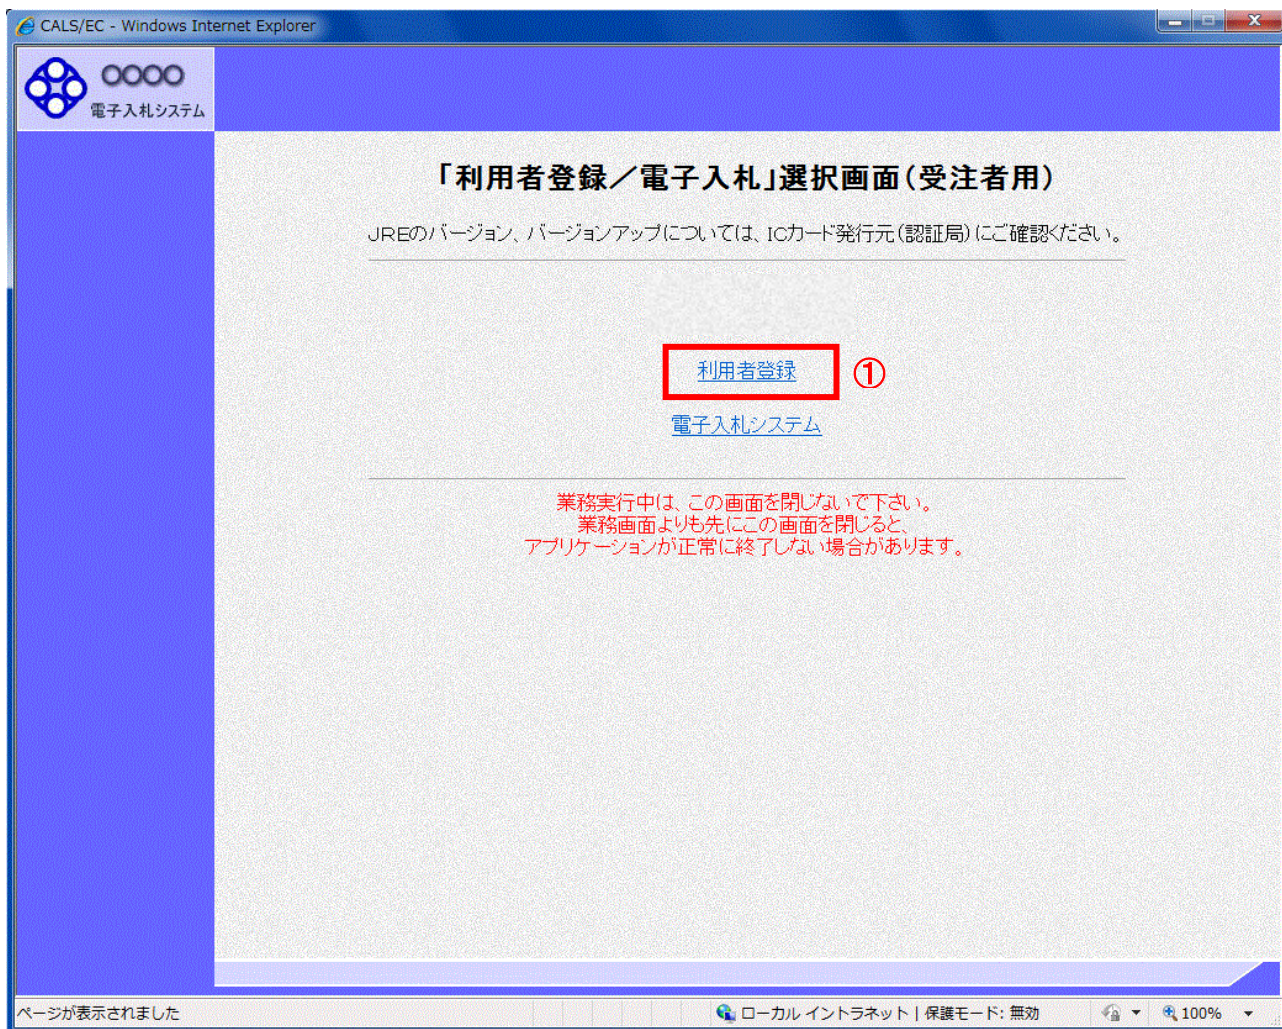 CALS/EC - Windows Internet Explorer
○○○○
電子入札システム
「利用者登録／電子入札」選択画面(受注者用)
JREのバージョン、バージョンアップについては、ICカード発行元(認証局)にご確認ください。
利用者登録
①
電子入札システム
業務実行中は、この画面を閉じないで下さい。
業務画面よりも先にこの画面を閉じると、
アプリケーションが正常に終了しない場合があります。
ページが表示されました
ローカル イントラネット | 保護モード: 無効
100%